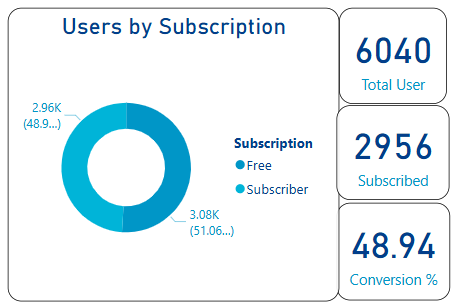 Users by Subscription
2.96K
(48.9...)
3.08K
(51.06...)
Subscription
Free
Subscriber
6040
Total User
2956
Subscribed
48.94
Conversion %